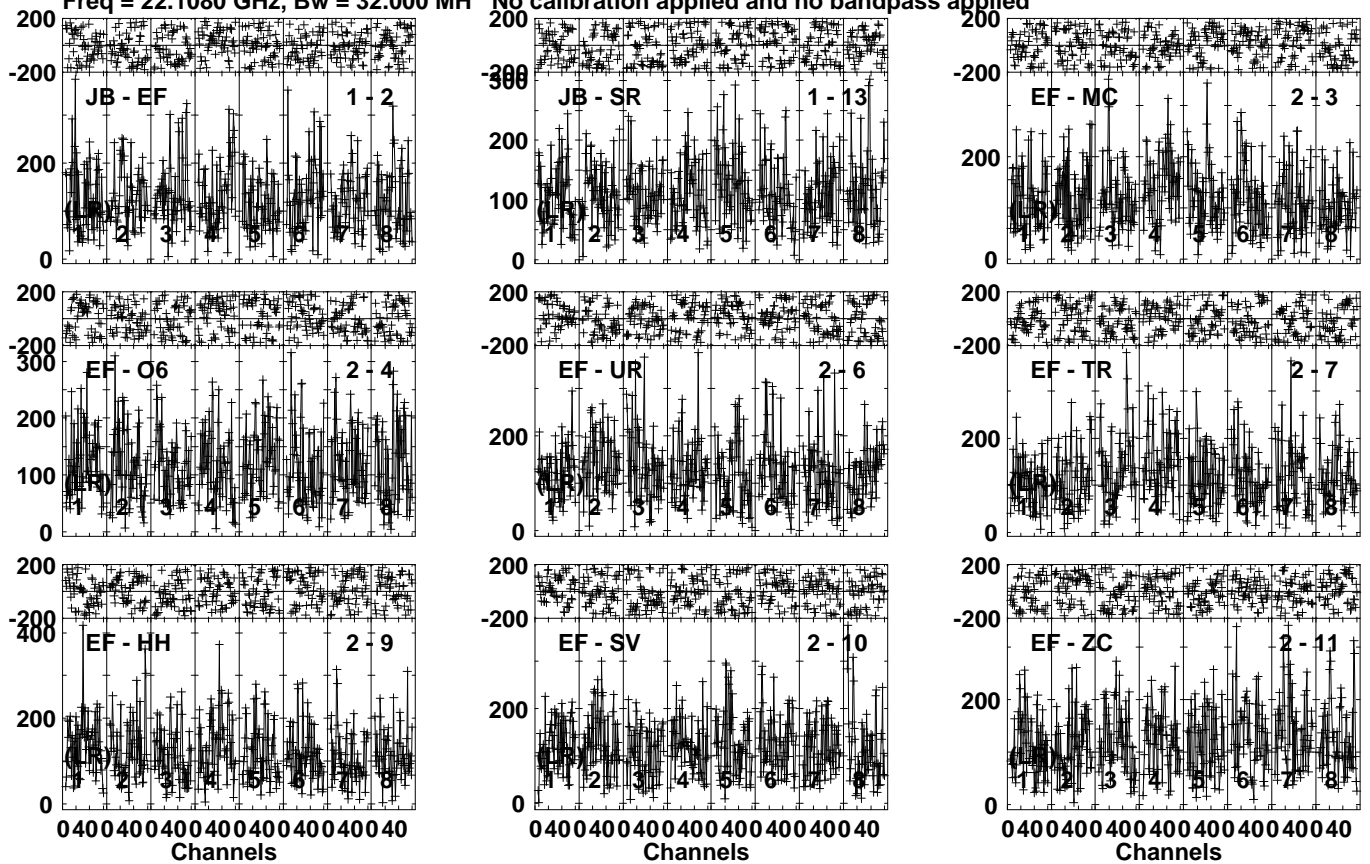 Freq = 22.1080 GHz, Bw = 32.000 MH No calibration applied and no bandpass applied
200 200 200
-200 -200 -200
300
JB - EF 1 - 2 JB - SR 1 - 13 EF - MC 2 - 3
200 200 200
100
(LR) (LR) (LR)
1 2 3 4 5 6 7 8 1 2 3 4 5 6 7 8 1 2 3 4 5 6 7 8
0 0 0
200 200 200
-200 -200 -200
300
EF - O6 2 - 4 EF - UR 2 - 6 EF - TR 2 - 7
200 200 200
100
(LR) (LR) (LR)
1 2 3 4 5 6 7 8 1 2 3 4 5 6 7 8 1 2 3 4 5 6 7 8
0 0 0
200 200 200
-200 -200 -200
400
EF - HH 2 - 9 EF - SV 2 - 10 EF - ZC 2 - 11
200 200 200
(LR) (LR) (LR)
1 2 3 4 5 6 7 8 1 2 3 4 5 6 7 8 1 2 3 4 5 6 7 8
0 0 0
0 40 0 40 0 40 0 40 0 40 0 40 0 40 0 40 0 40 0 40 0 40 0 40 0 40 0 40 0 40 0 40 0 40 0 40 0 40 0 40 0 40 0 40 0 40 0 40
Channels Channels Channels